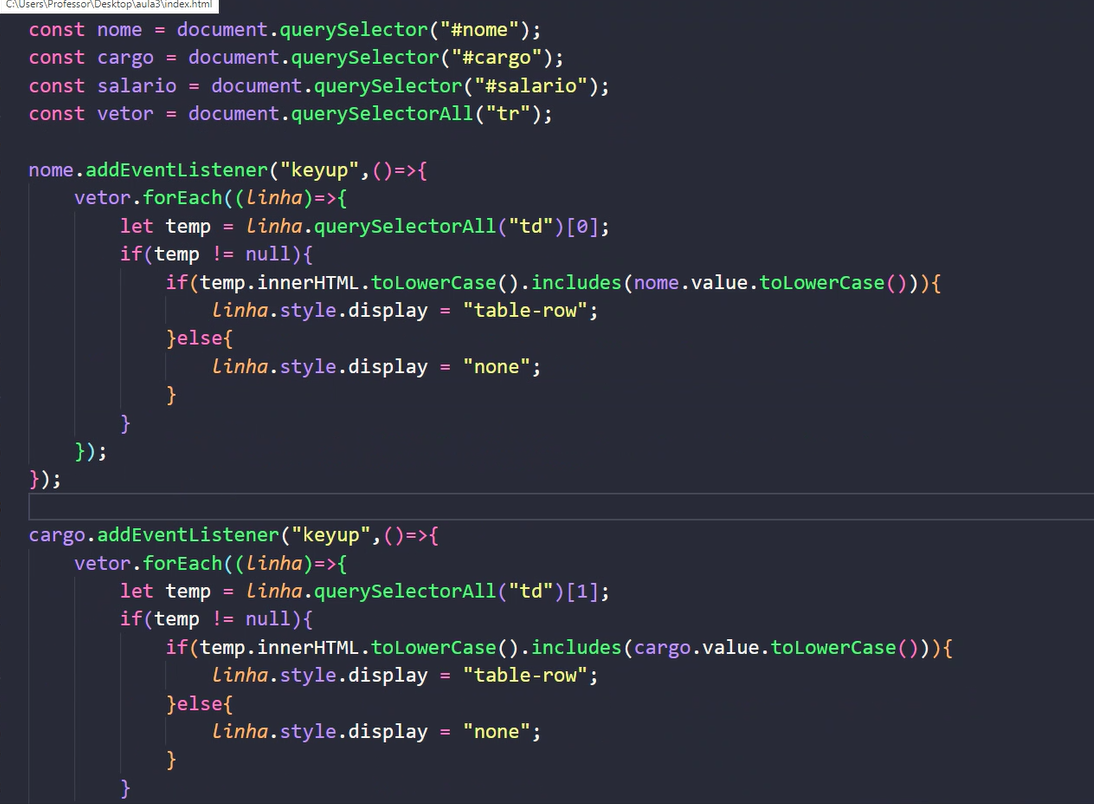 C:\Users\Professor\Desktop\aula3\index.html
const nome = document.querySelector("#nome");
const cargo = document.querySelector("#cargo");
const salario = document.querySelector("#salario");
const vetor = document.querySelectorAll("tr");
nome.addEventListener("keyup",()=>{
vetor.forEach((linha)=>{
let temp = linha.querySelectorAll("td")[0];
if(temp != null){
if(temp.innerHTML.toLowerCase().includes(nome.value.toLowerCase())){
linha.style.display = "table-row";
}else{
linha.style.display = "none";
}
}
});
});
cargo.addEventListener("keyup",()=>{
vetor.forEach((linha)=>{
let temp = linha.querySelectorAll("td")[1];
if(temp != null){
if(temp.innerHTML.toLowerCase().includes(cargo.value.toLowerCase())){
linha.style.display = "table-row";
}else{
linha.style.display = "none";
}
}